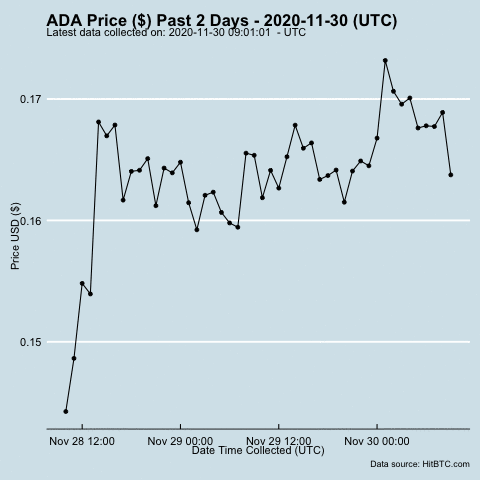 ADA Price ($) Past 2 Days - 2020-11-30 (UTC)
Latest data collected on: 2020-11-30 09:01:01 - UTC
0.17
0.16
0.15
Price USD ($)
Nov 28 12:00 Nov 29 00:00 Nov 29 12:00 Nov 30 00:00
Date Time Collected (UTC)
Data source: HitBTC.com